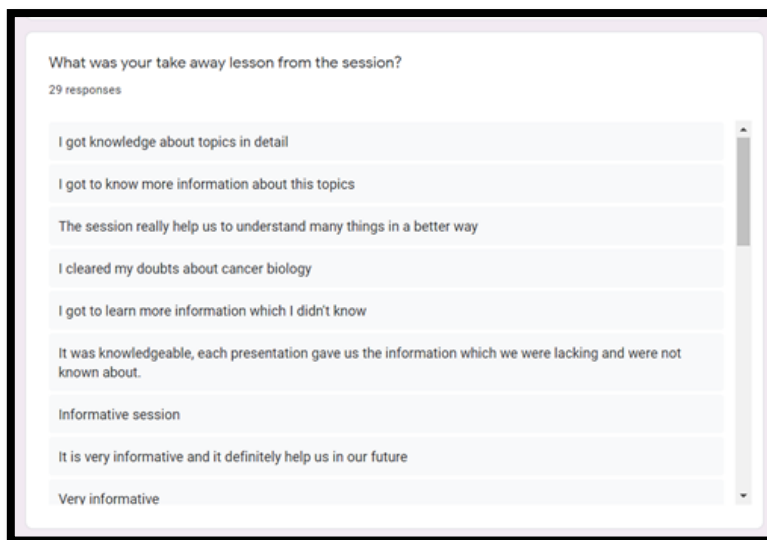 What was your take away lesson from the session?
29 responses
I got knowledge about topics in detail
I got to know more information about this topics
The session really help us to understand many things in a better way
I cleared my doubts about cancer biology
I got to learn more information which I didn't know
It was knowledgeable, each presentation gave us the information which we were lacking and were not
known about.
Informative session
It is very informative and it definitely help us in our future
Very informative